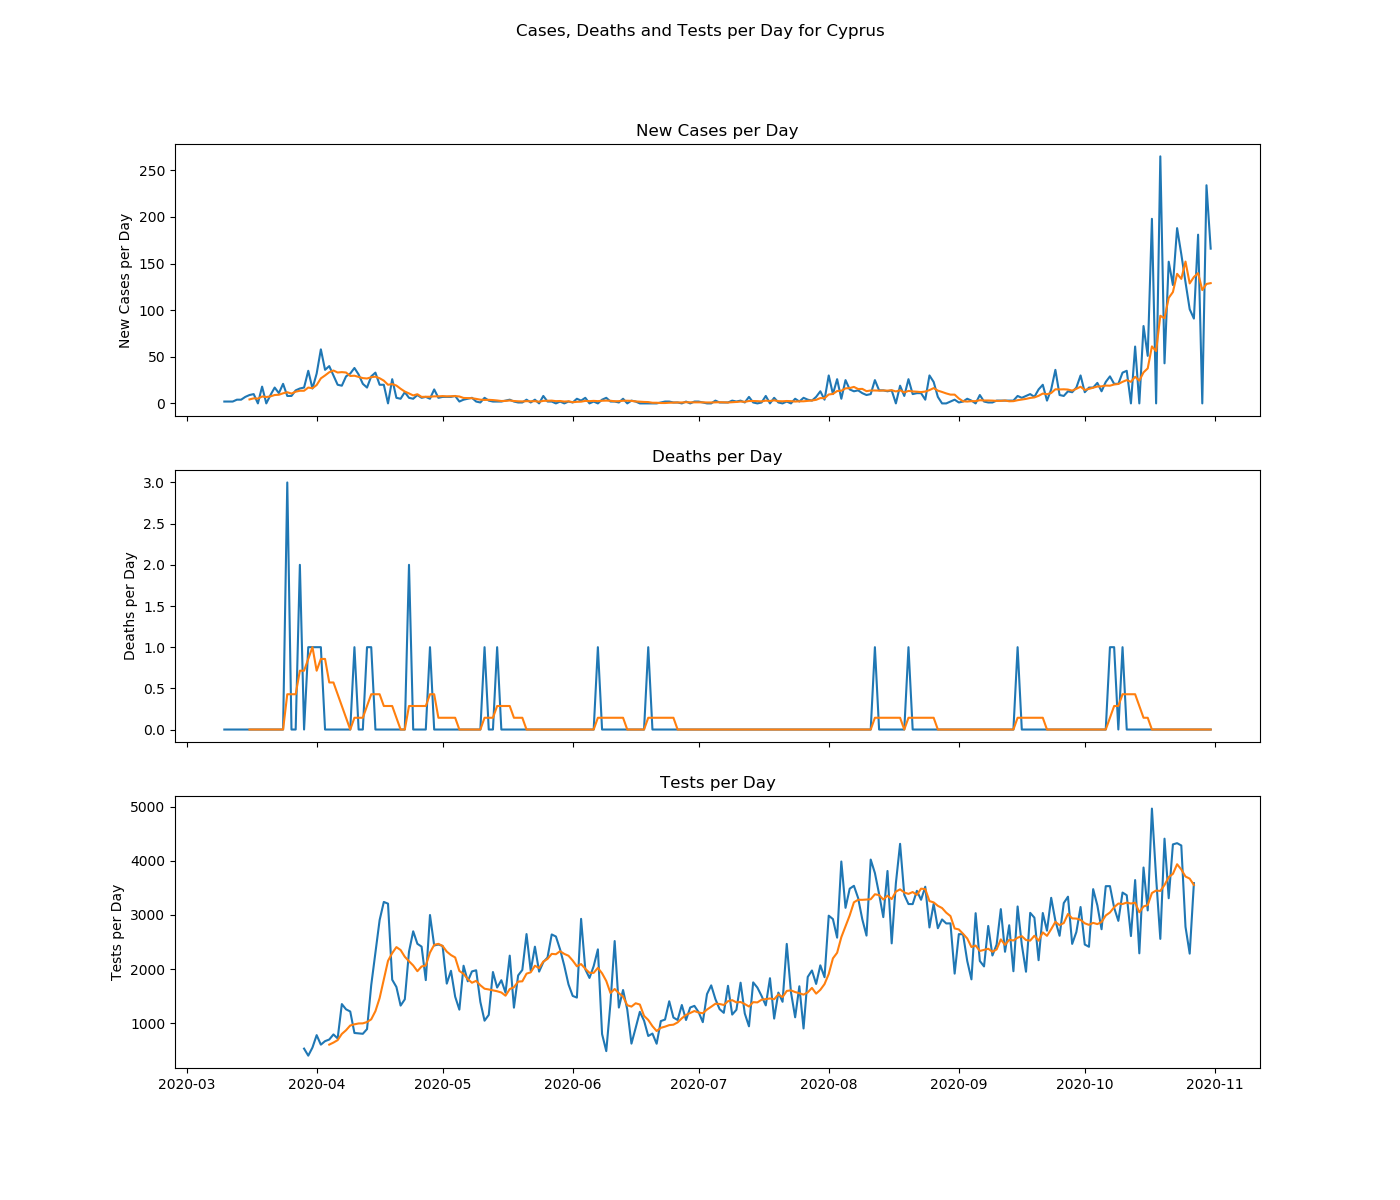 Cases, Deaths and Tests per Day for Cyprus
New Cases per Day
New Cases per Day
250
200
150
100
50
0
Deaths per Day
Deaths per Day
3.0
2.5
2.0
1.5
1.0
0.5
0.0
Tests per Day
Tests per Day
5000
4000
3000
2000
1000
2020-03 2020-04 2020-05 2020-06 2020-07 2020-08 2020-09 2020-10 2020-11